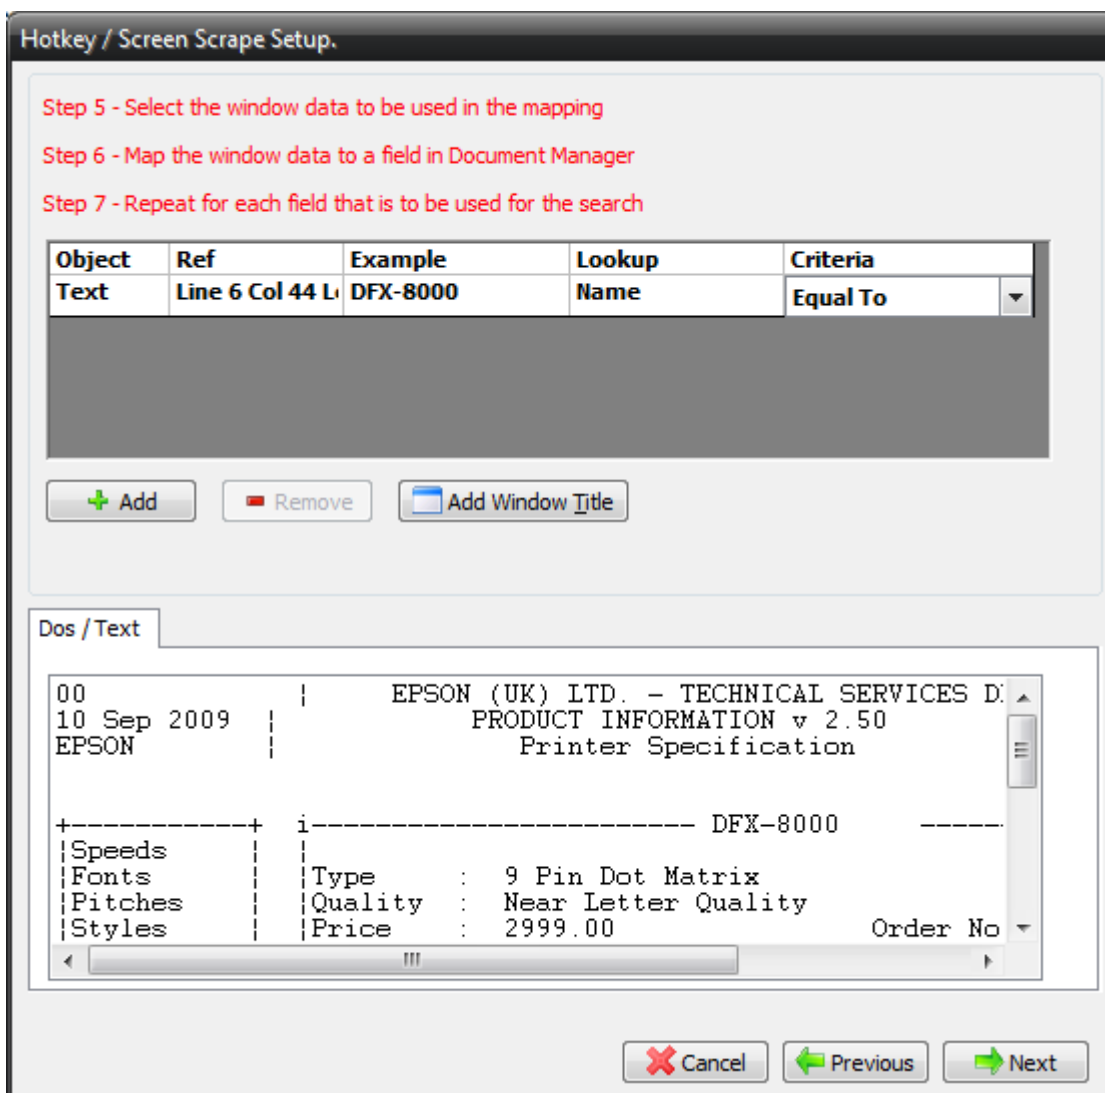 Hotkey / Screen Scrape Setup.
Step 5 - Select the window data to be used in the mapping
Step 6 - Map the window data to a field in Document Manager
Step 7 - Repeat for each field that is to be used for the search
Object Ref Example Lookup Criteria
Text Line 6 Col 44 DFX-8000 Name Equal To
Add Remove Add Window Title
Dos / Text
00 ¦ EPSON (UK) LTD. - TECHNICAL SERVICES
10 Sep 2009 ¦ PRODUCT INFORMATION v 2.50
EPSON ¦ Printer Specification
+-----------+ i------------------------ DFX-8000 -----
¦Speeds ¦ ¦
¦Fonts ¦ ¦Type : 9 Pin Dot Matrix
¦Pitches ¦ ¦Quality : Near Letter Quality
¦Styles ¦ ¦Price : 2999.00 Order No
Cancel Previous Next